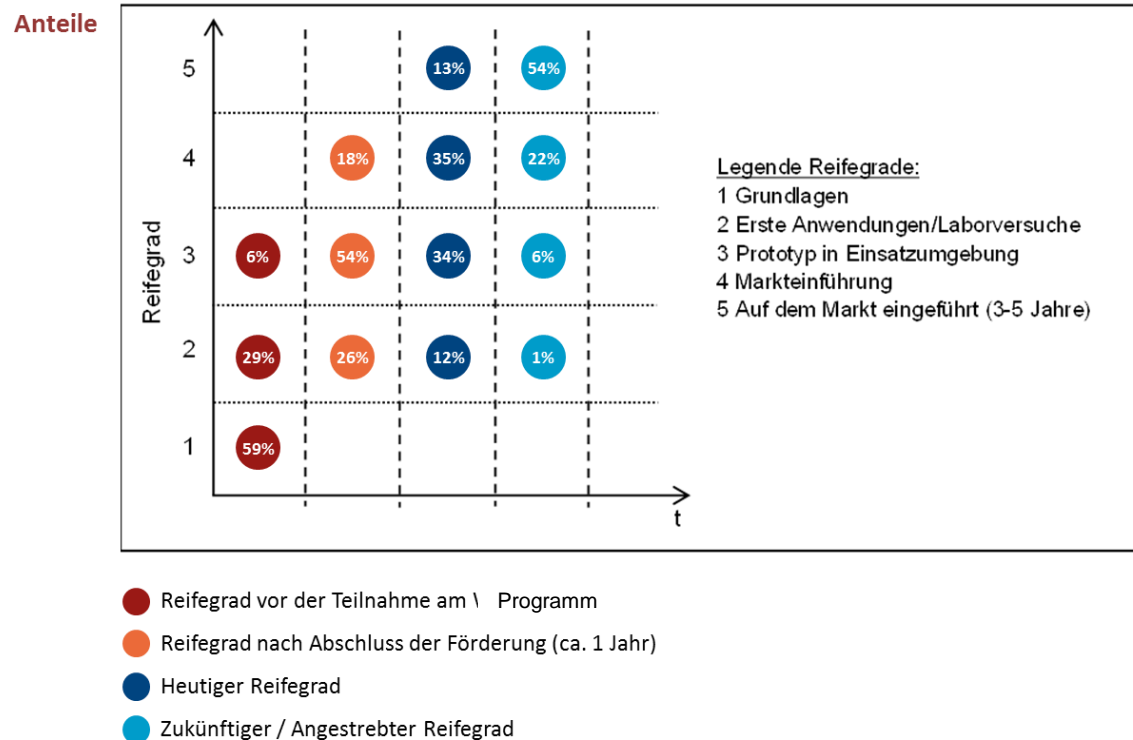 Anteile
5
13%
54%
4
18%
35%
22%
Reifegrad
3
6%
54%
34%
6%
2
29%
26%
12%
1%
1
59%
t
Legende Reifegrade:
1 Grundlagen
2 Erste Anwendungen/Laborversuche
3 Prototyp in Einsatzumgebung
4 Markteinführung
5 Auf dem Markt eingeführt (3-5 Jahre)
Reifegrad vor der Teilnahme am \ Programm
Reifegrad nach Abschluss der Förderung (ca. 1 Jahr)
Heutiger Reifegrad
Zukünftiger / Angestrebter Reifegrad